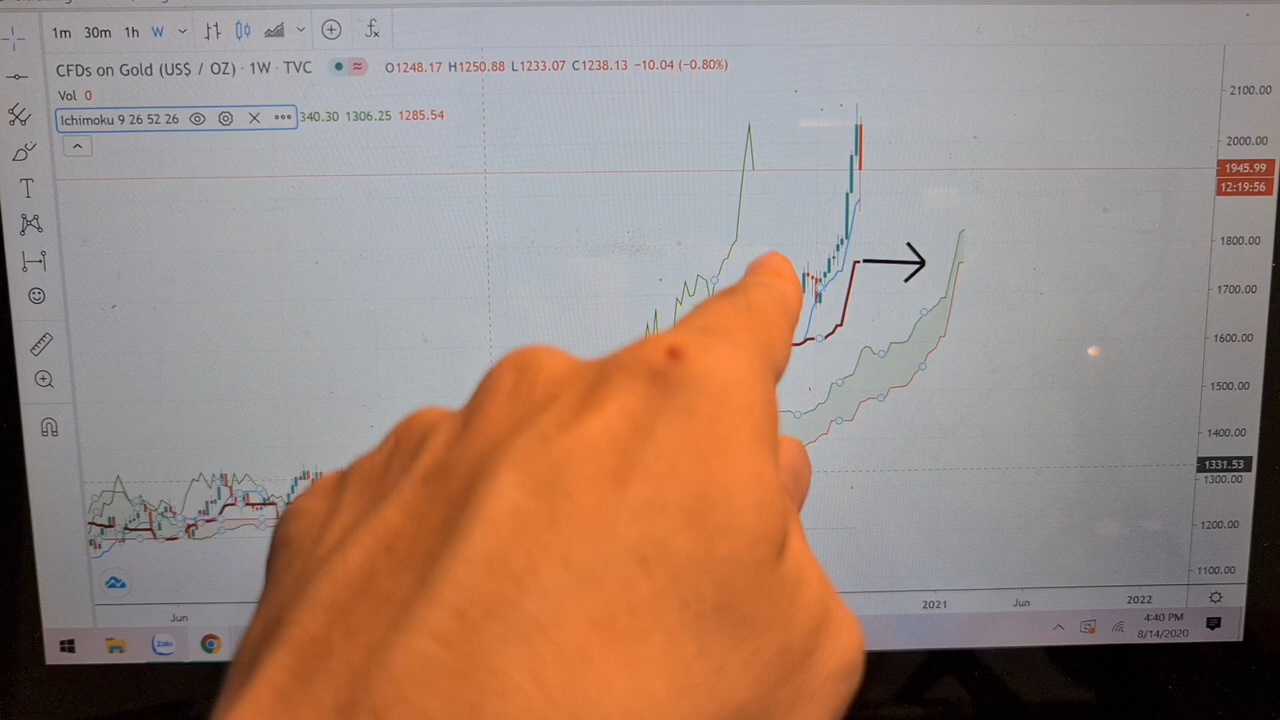 1m 30m 1h W
CFDs on Gold (US$ / OZ) · 1W · TVC O1248.17 H1250.88 L1233.07 C1238.13 −10.04 (−0.80%)
Vol 0
Ichimoku 9 26 52 26 340.30 1306.25 1285.54
2100.00
2000.00
1945.99
12:19:56
1800.00
1700.00
1600.00
1500.00
1400.00
1331.53
1300.00
1200.00
1100.00
Jun 2021 Jun 2022
Zalo
4:40 PM
8/14/2020